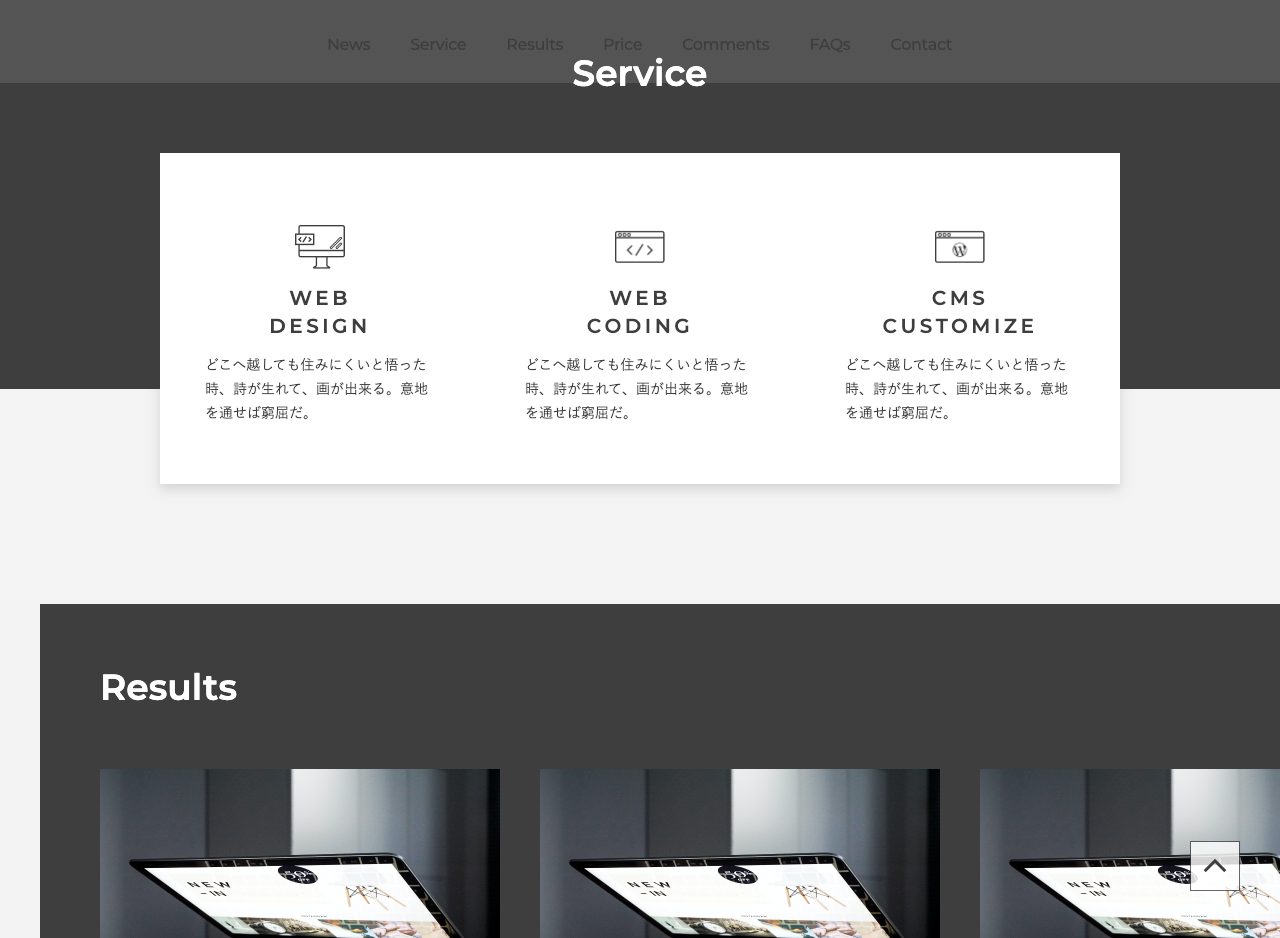 News Service Results Price Comments FAQs Contact
Service
WEB
DESIGN
どこへ越しても住みにくいと悟った
時、詩が生れて、画が出来る。意地
を通せば窮屈だ。
WEB
CODING
どこへ越しても住みにくいと悟った
時、詩が生れて、画が出来る。意地
を通せば窮屈だ。
CMS
CUSTOMIZE
どこへ越しても住みにくいと悟った
時、詩が生れて、画が出来る。意地
を通せば窮屈だ。
Results
NEW
-IN
50%
OFF
NEW
-IN
50%
OFF
NEW
-IN